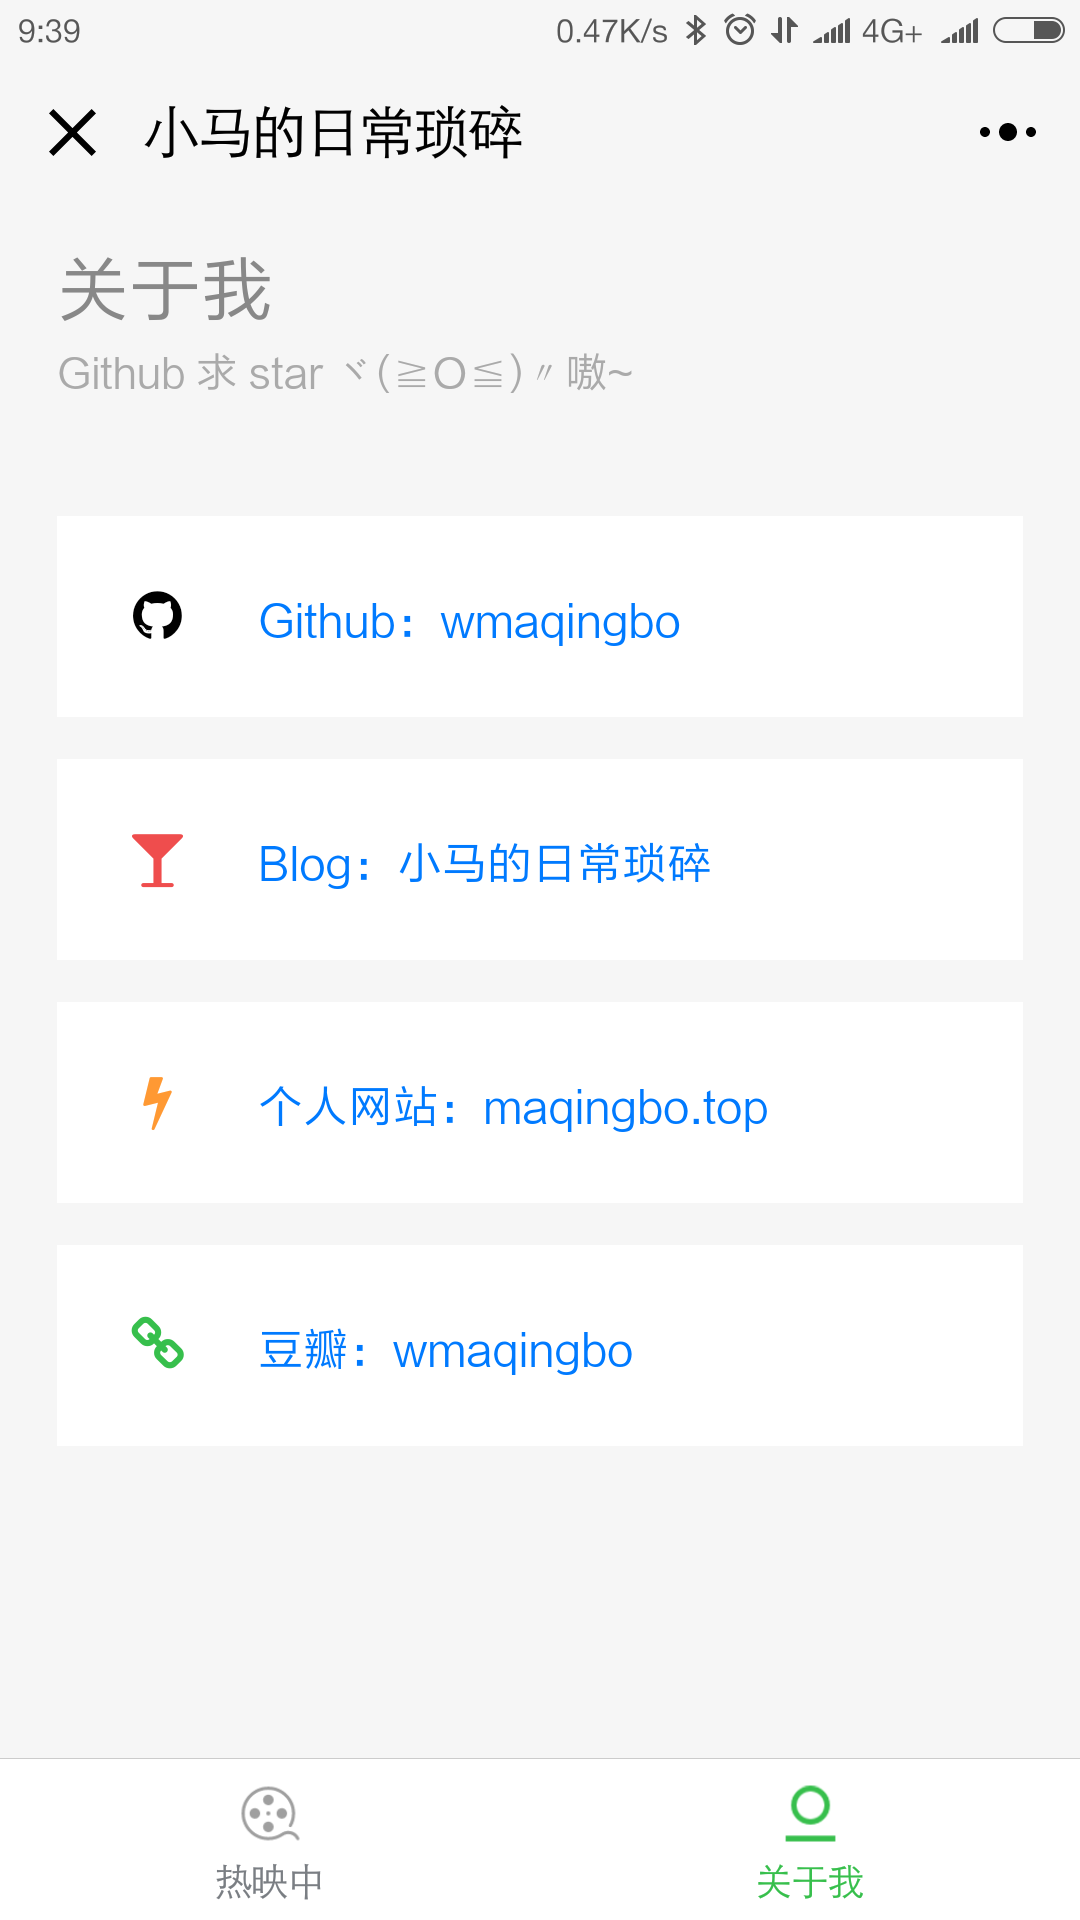 9:39 0.47K/s 4G+
小马的日常琐碎
关于我
Github 求 star ヾ(≧O≦)〃嗷~
Github：wmaqingbo
Blog：小马的日常琐碎
个人网站：maqingbo.top
豆瓣：wmaqingbo
热映中 关于我